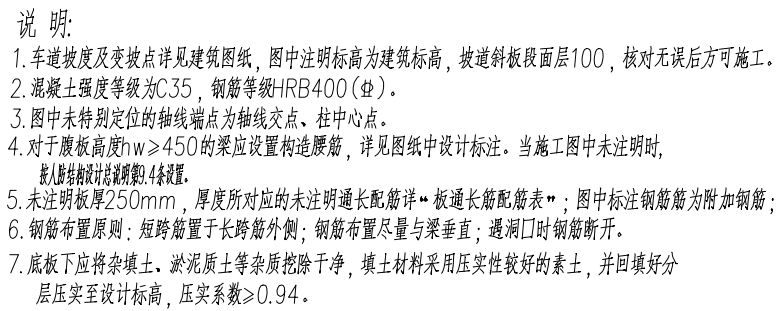 说 明:
1.车道坡度及变坡点详见建筑图纸，图中注明标高为建筑标高，坡道斜板段面层100，核对无误后方可施工。
2.混凝土强度等级为C35，钢筋等级HRB400(⏀)。
3.图中未特别定位的轴线端点为轴线交点、柱中心点。
4.对于腹板高度hw≥450的梁应设置构造腰筋，详见图纸中设计标注。当施工图中未注明时，
按人防结构设计总说明第9.4条设置。
5.未注明板厚250mm，厚度所对应的未注明通长配筋详“板通长筋配筋表”；图中标注钢筋筋为附加钢筋；
6.钢筋布置原则：短跨筋置于长跨筋外侧；钢筋布置尽量与梁垂直；遇洞口时钢筋断开。
7.底板下应将杂填土、淤泥质土等杂质挖除干净，填土材料采用压实性较好的素土，并回填好分
层压实至设计标高，压实系数≥0.94。